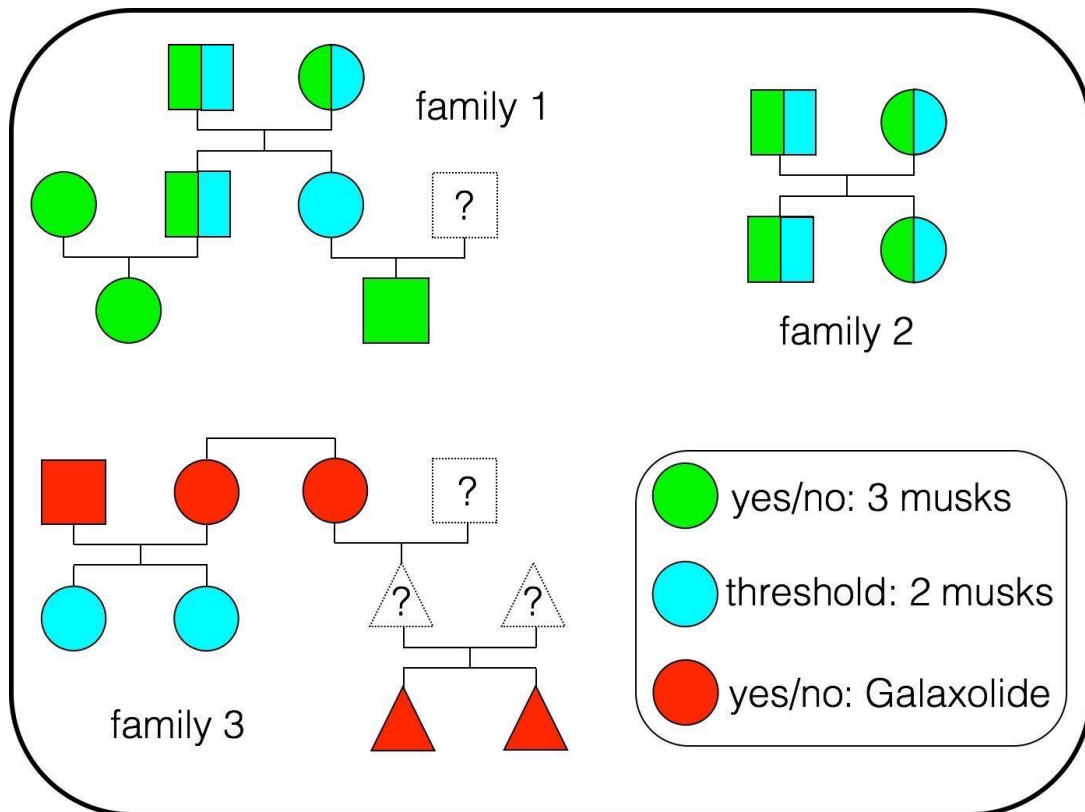 family 1
?
family 2
?
? ?
family 3
yes/no: 3 musks
threshold: 2 musks
yes/no: Galaxolide